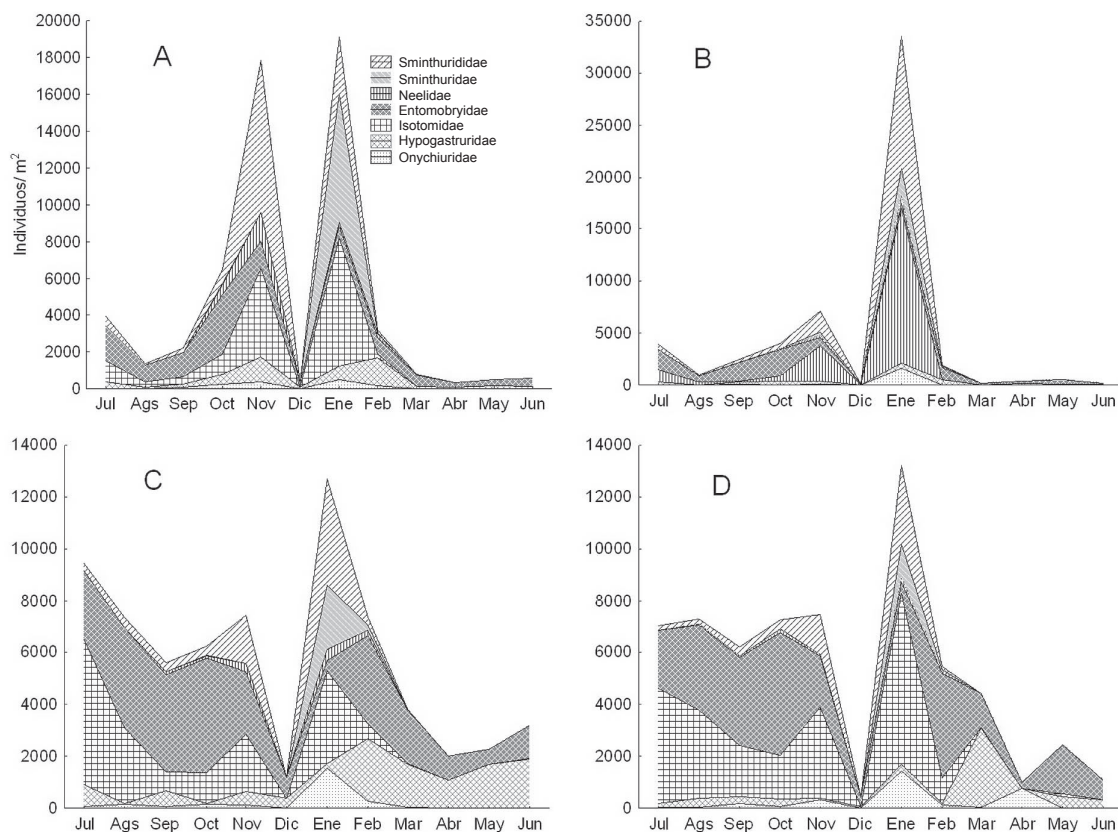 A
B
Sminthurididae
Sminthuridae
Neelidae
Entomobryidae
Isotomidae
Hypogastruridae
Onychiuridae
Individuos/ m²
20000
18000
16000
14000
12000
10000
8000
6000
4000
2000
0
Jul Ags Sep Oct Nov Dic Ene Feb Mar Abr May Jun
35000
30000
25000
20000
15000
10000
5000
0
Jul Ags Sep Oct Nov Dic Ene Feb Mar Abr May Jun
C
14000
12000
10000
8000
6000
4000
2000
0
Jul Ags Sep Oct Nov Dic Ene Feb Mar Abr May Jun
D
14000
12000
10000
8000
6000
4000
2000
0
Jul Ags Sep Oct Nov Dic Ene Feb Mar Abr May Jun